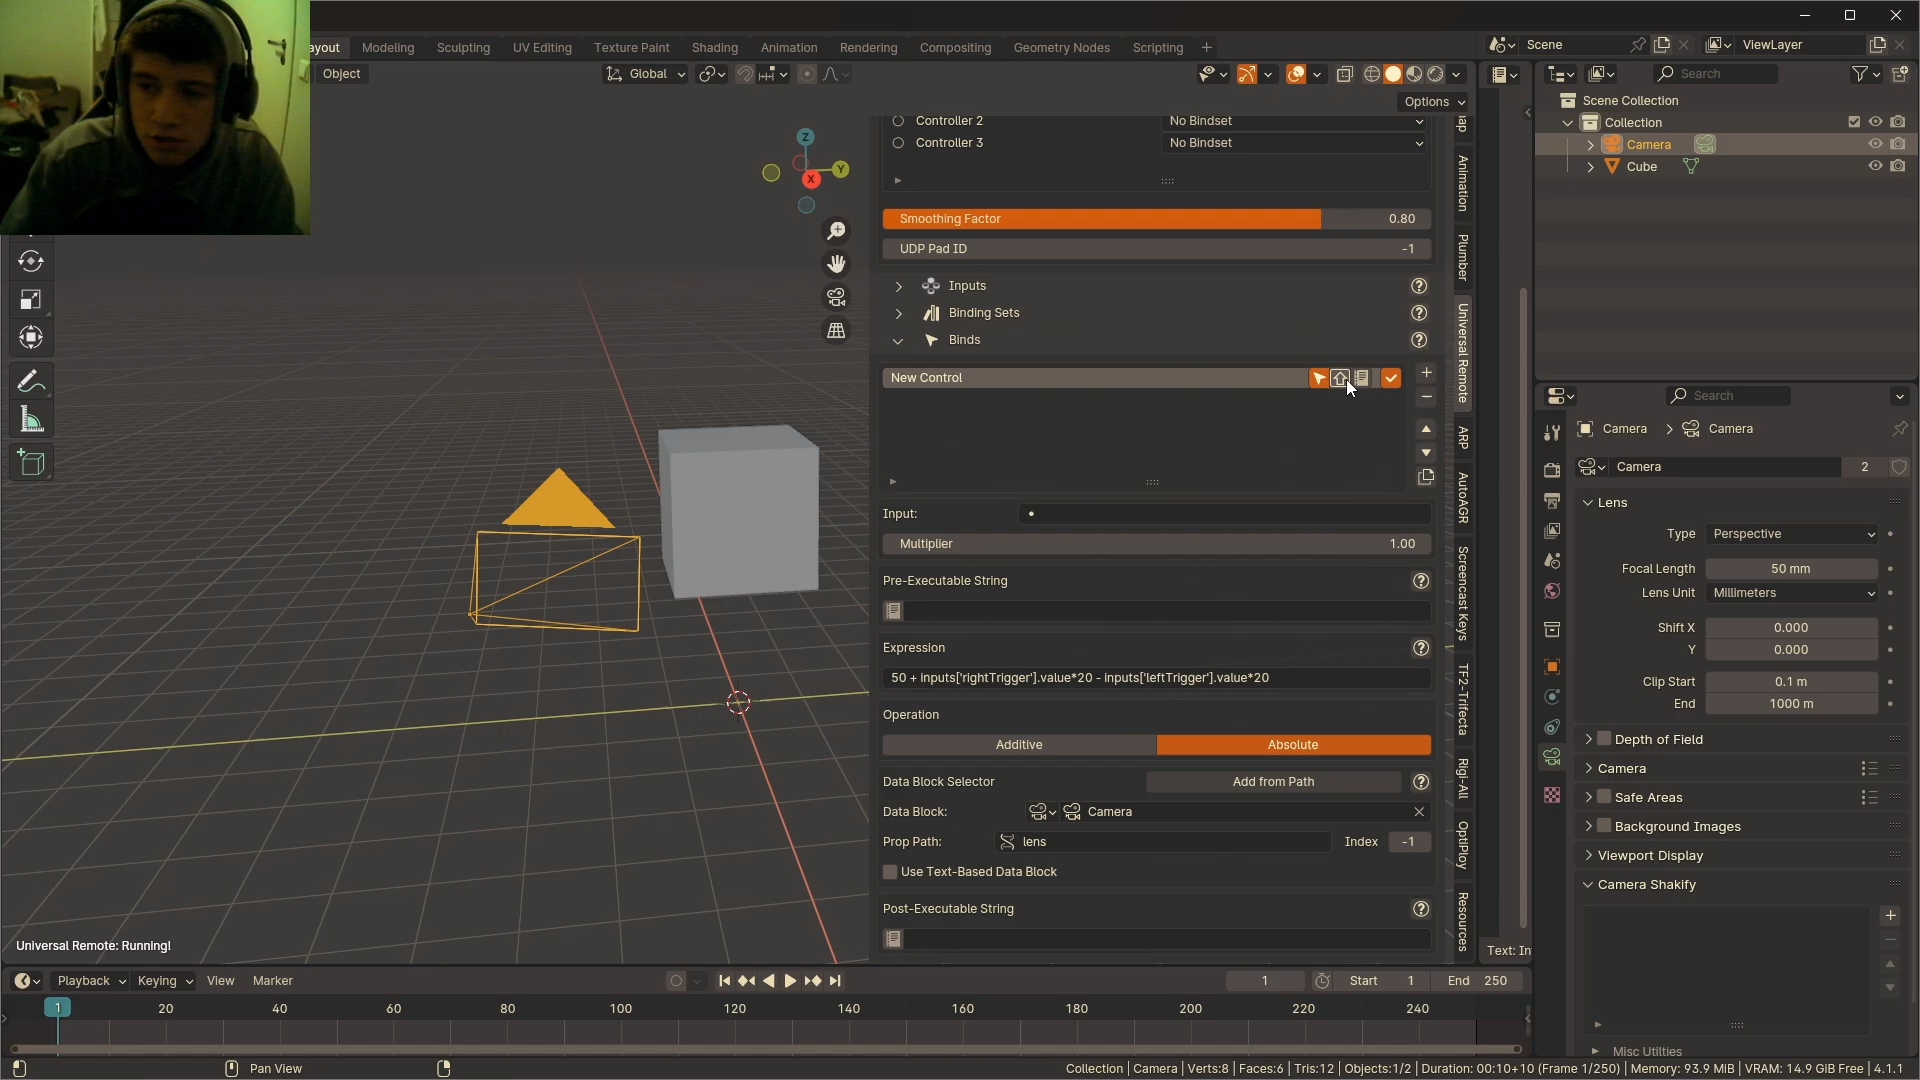 ayout
Modeling
Sculpting
UV Editing
Texture Paint
Shading
Animation
Rendering
Compositing
Geometry Nodes
Scripting
Scene
ViewLayer
Object
Global
Search
Options
Scene Collection
Collection
Camera
Cube
Z
Y
X
Controller 2
No Bindset
Controller 3
No Bindset
Smoothing Factor
0.80
UDP Pad ID
-1
Inputs
Binding Sets
Binds
New Control
Input:
Multiplier
1.00
Pre-Executable String
Expression
50 + inputs['rightTrigger'].value*20 - inputs['leftTrigger'].value*20
Operation
Additive
Absolute
Data Block Selector
Add from Path
Data Block:
Camera
Prop Path:
lens
Index
-1
Use Text-Based Data Block
Post-Executable String
Animation
Plumber
Universal Remote
ARP
AutoAGR
Screencast Keys
TF2-Trifecta
Rigi-All
OptiPloy
Resources
Text: In
Search
Camera
Camera
Camera
2
Lens
Type
Perspective
Focal Length
50 mm
Lens Unit
Millimeters
Shift X
0.000
Y
0.000
Clip Start
0.1 m
End
1000 m
Depth of Field
Camera
Safe Areas
Background Images
Viewport Display
Camera Shakify
Misc Utilties
Universal Remote: Running!
Playback
Keying
View
Marker
1
Start
1
End
250
1
20
40
60
80
100
120
140
160
180
200
220
240
Pan View
Collection | Camera | Verts:8 | Faces:6 | Tris:12 | Objects:1/2 | Duration: 00:10+10 (Frame 1/250) | Memory: 93.9 MiB | VRAM: 14.9 GiB Free | 4.1.1